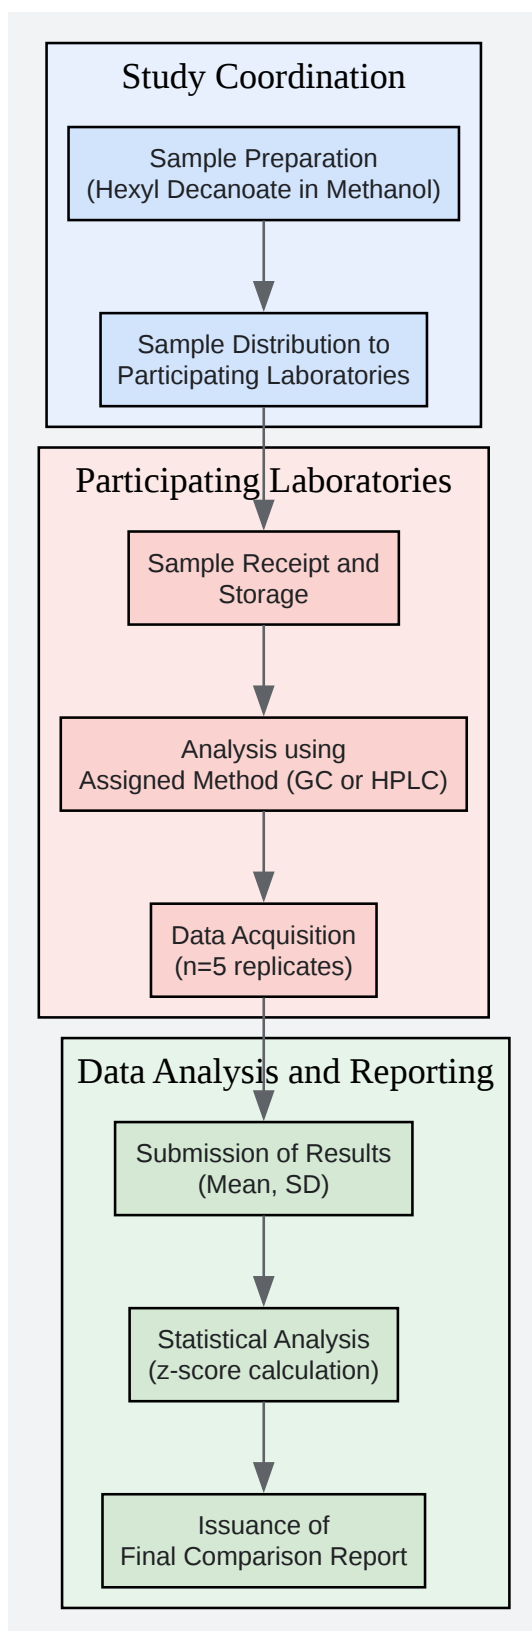 Study Coordination
Sample Preparation
(Hexyl Decanoate in Methanol)
Sample Distribution to
Participating Laboratories
Participating Laboratories
Sample Receipt and
Storage
Analysis using
Assigned Method (GC or HPLC)
Data Acquisition
(n=5 replicates)
Data Analysis and Reporting
Submission of Results
(Mean, SD)
Statistical Analysis
(z-score calculation)
Issuance of
Final Comparison Report